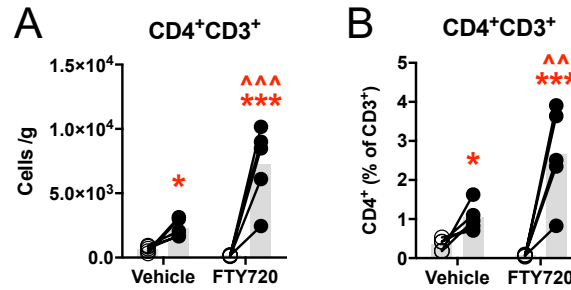 A
CD4⁺CD3⁺
Cells /g
1.5×10⁴
1.0×10⁴
5.0×10³
0.0
^^^
***
*
Vehicle
FTY720
B
CD4⁺CD3⁺
CD4⁺ (% of CD3⁺)
5
4
3
2
1
0
^^
***
*
Vehicle
FTY720